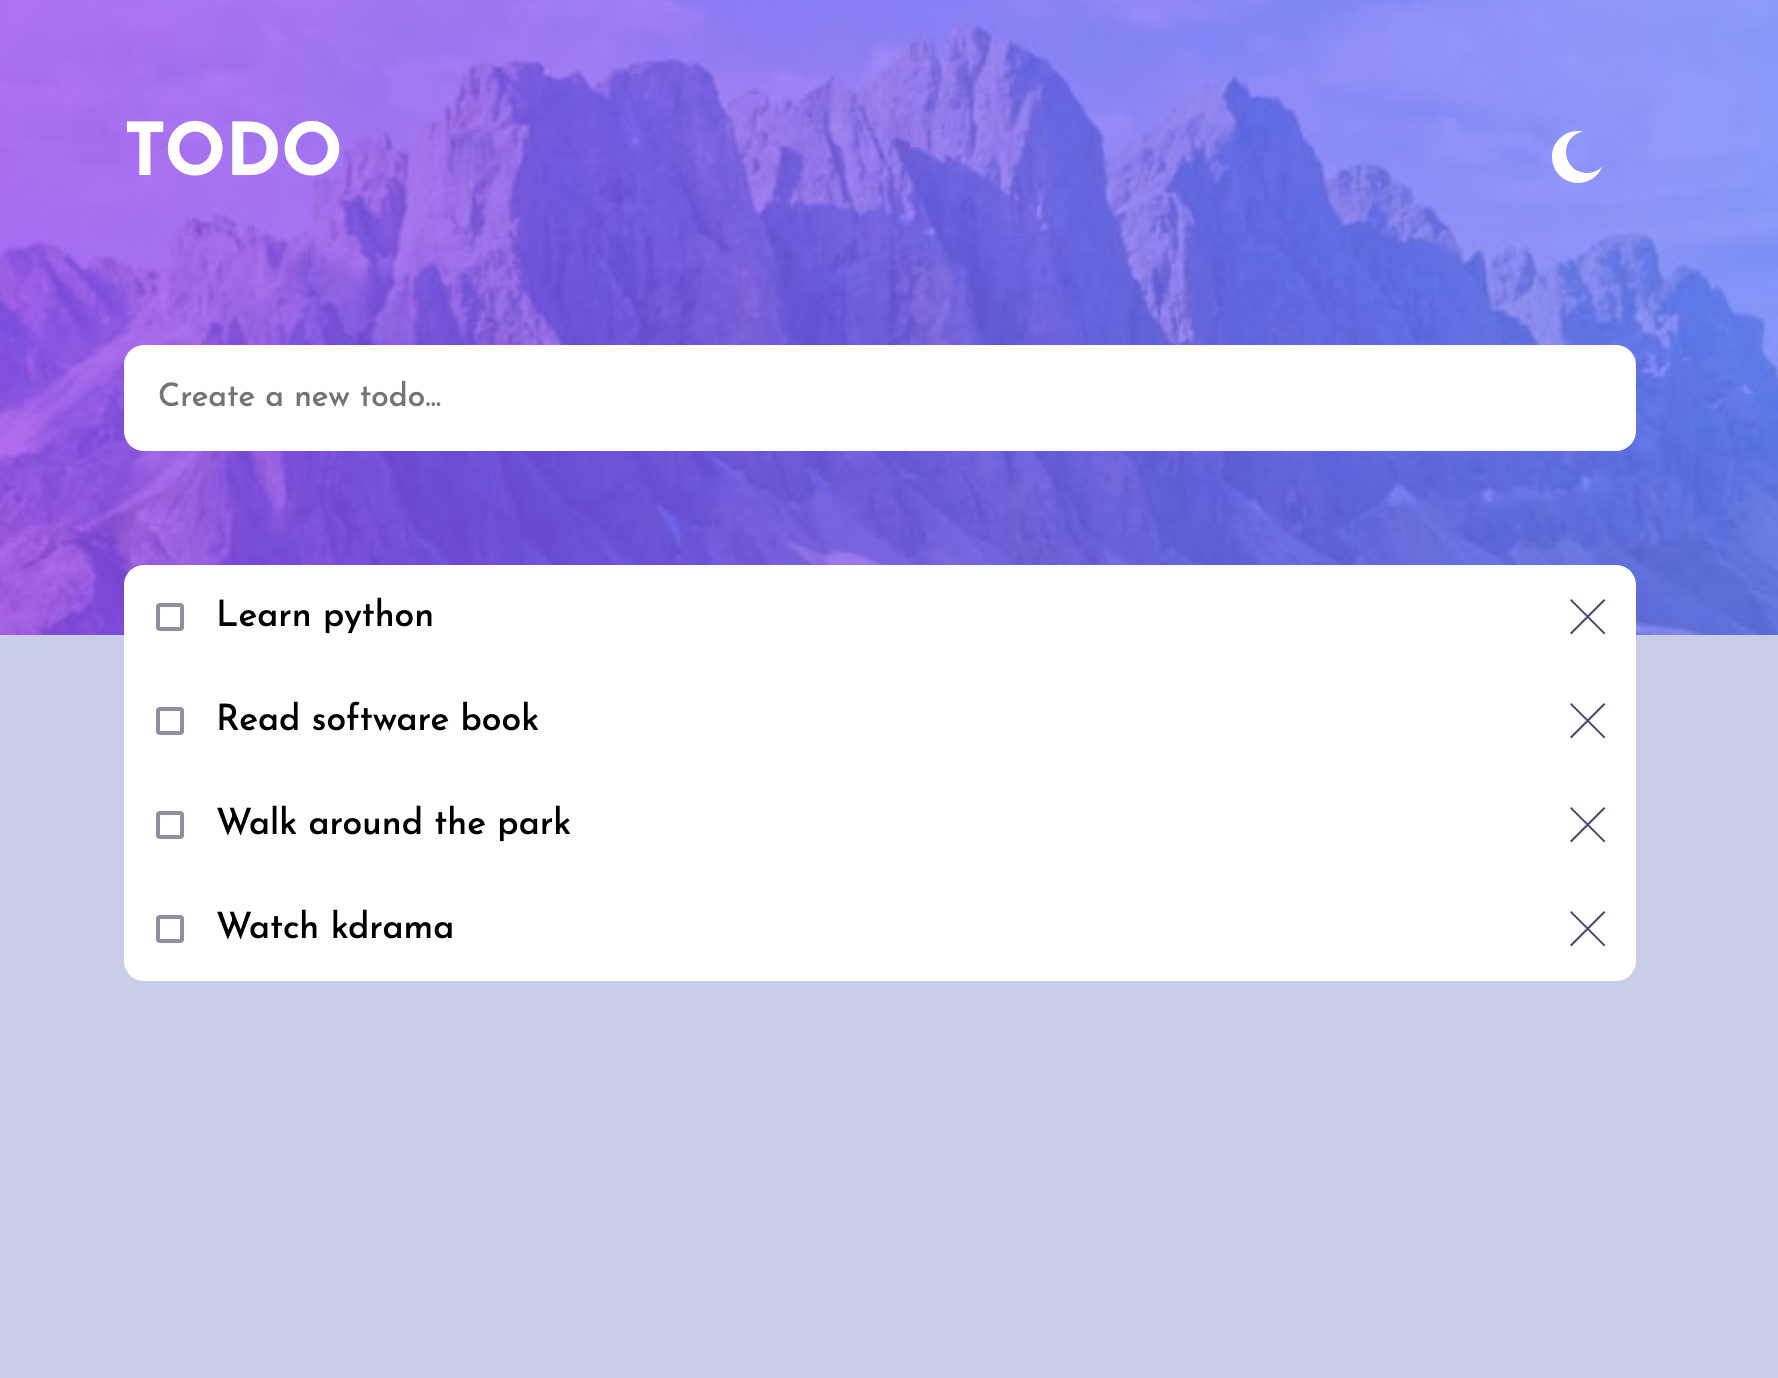 TODO
Create a new todo...
Learn python
Read software book
Walk around the park
Watch kdrama